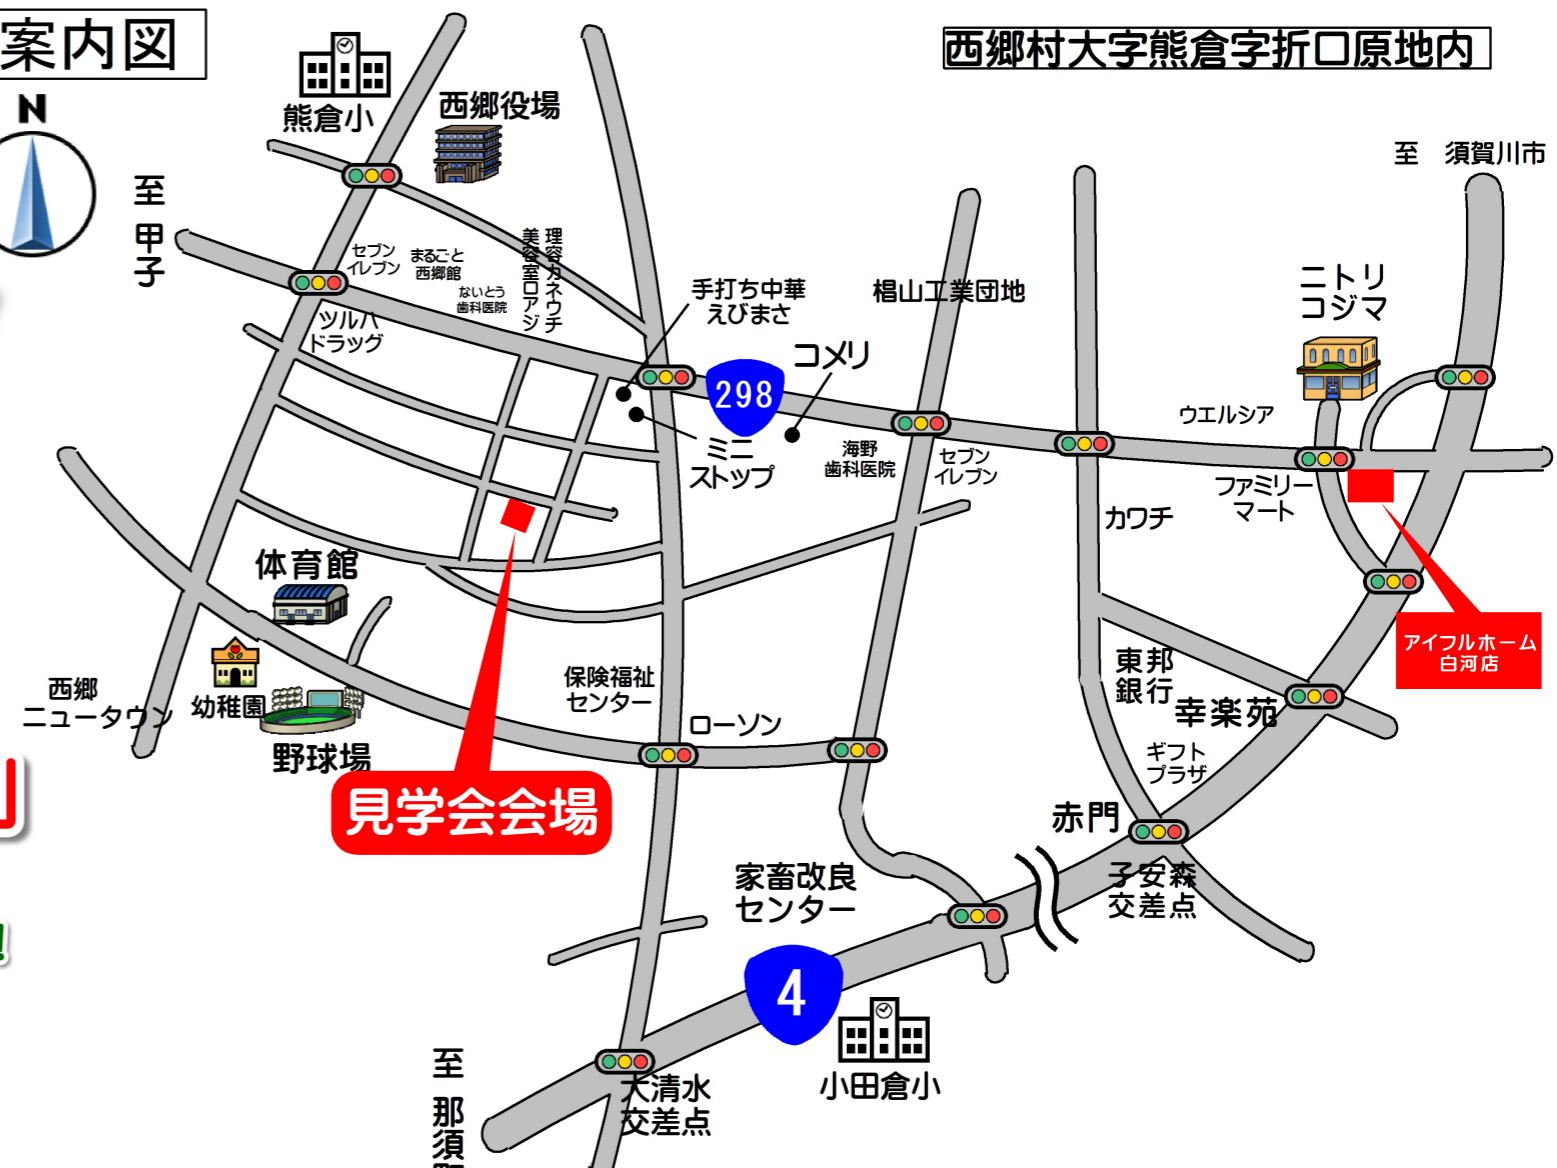 案内図
西郷村大字熊倉字折口原地内
N
熊倉小
西郷役場
至 須賀川市
至 甲子
セブン
イレブン
まるごと
西郷館
ないとう
歯科医院
理容カネウチ
美容室ロアジ
手打ち中華
えびまさ
椙山工業団地
ニトリ
コジマ
ツルハ
ドラッグ
コメリ
298
ミニ
ストップ
海野
歯科医院
セブン
イレブン
ウエルシア
ファミリー
マート
カワチ
体育館
アイフルホーム
白河店
西郷
ニュータウン
幼稚園
野球場
保険福祉
センター
ローソン
東邦
銀行
幸楽苑
ギフト
プラザ
見学会会場
赤門
子安森
交差点
家畜改良
センター
4
小田倉小
大清水
交差点
至 那須
!